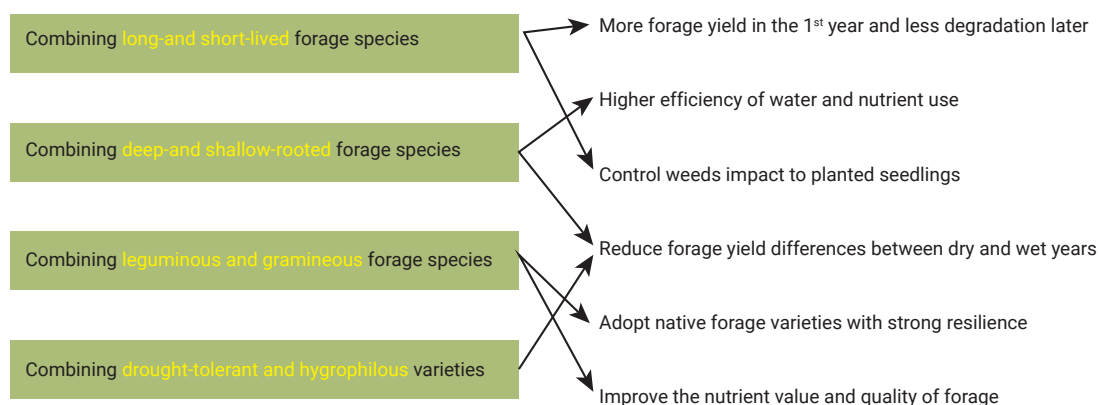 Combining long-and short-lived forage species
More forage yield in the 1st year and less degradation later
Higher efficiency of water and nutrient use
Combining deep-and shallow-rooted forage species
Control weeds impact to planted seedlings
Combining leguminous and gramineous forage species
Reduce forage yield differences between dry and wet years
Adopt native forage varieties with strong resilience
Combining drought-tolerant and hygrophilous varieties
Improve the nutrient value and quality of forage